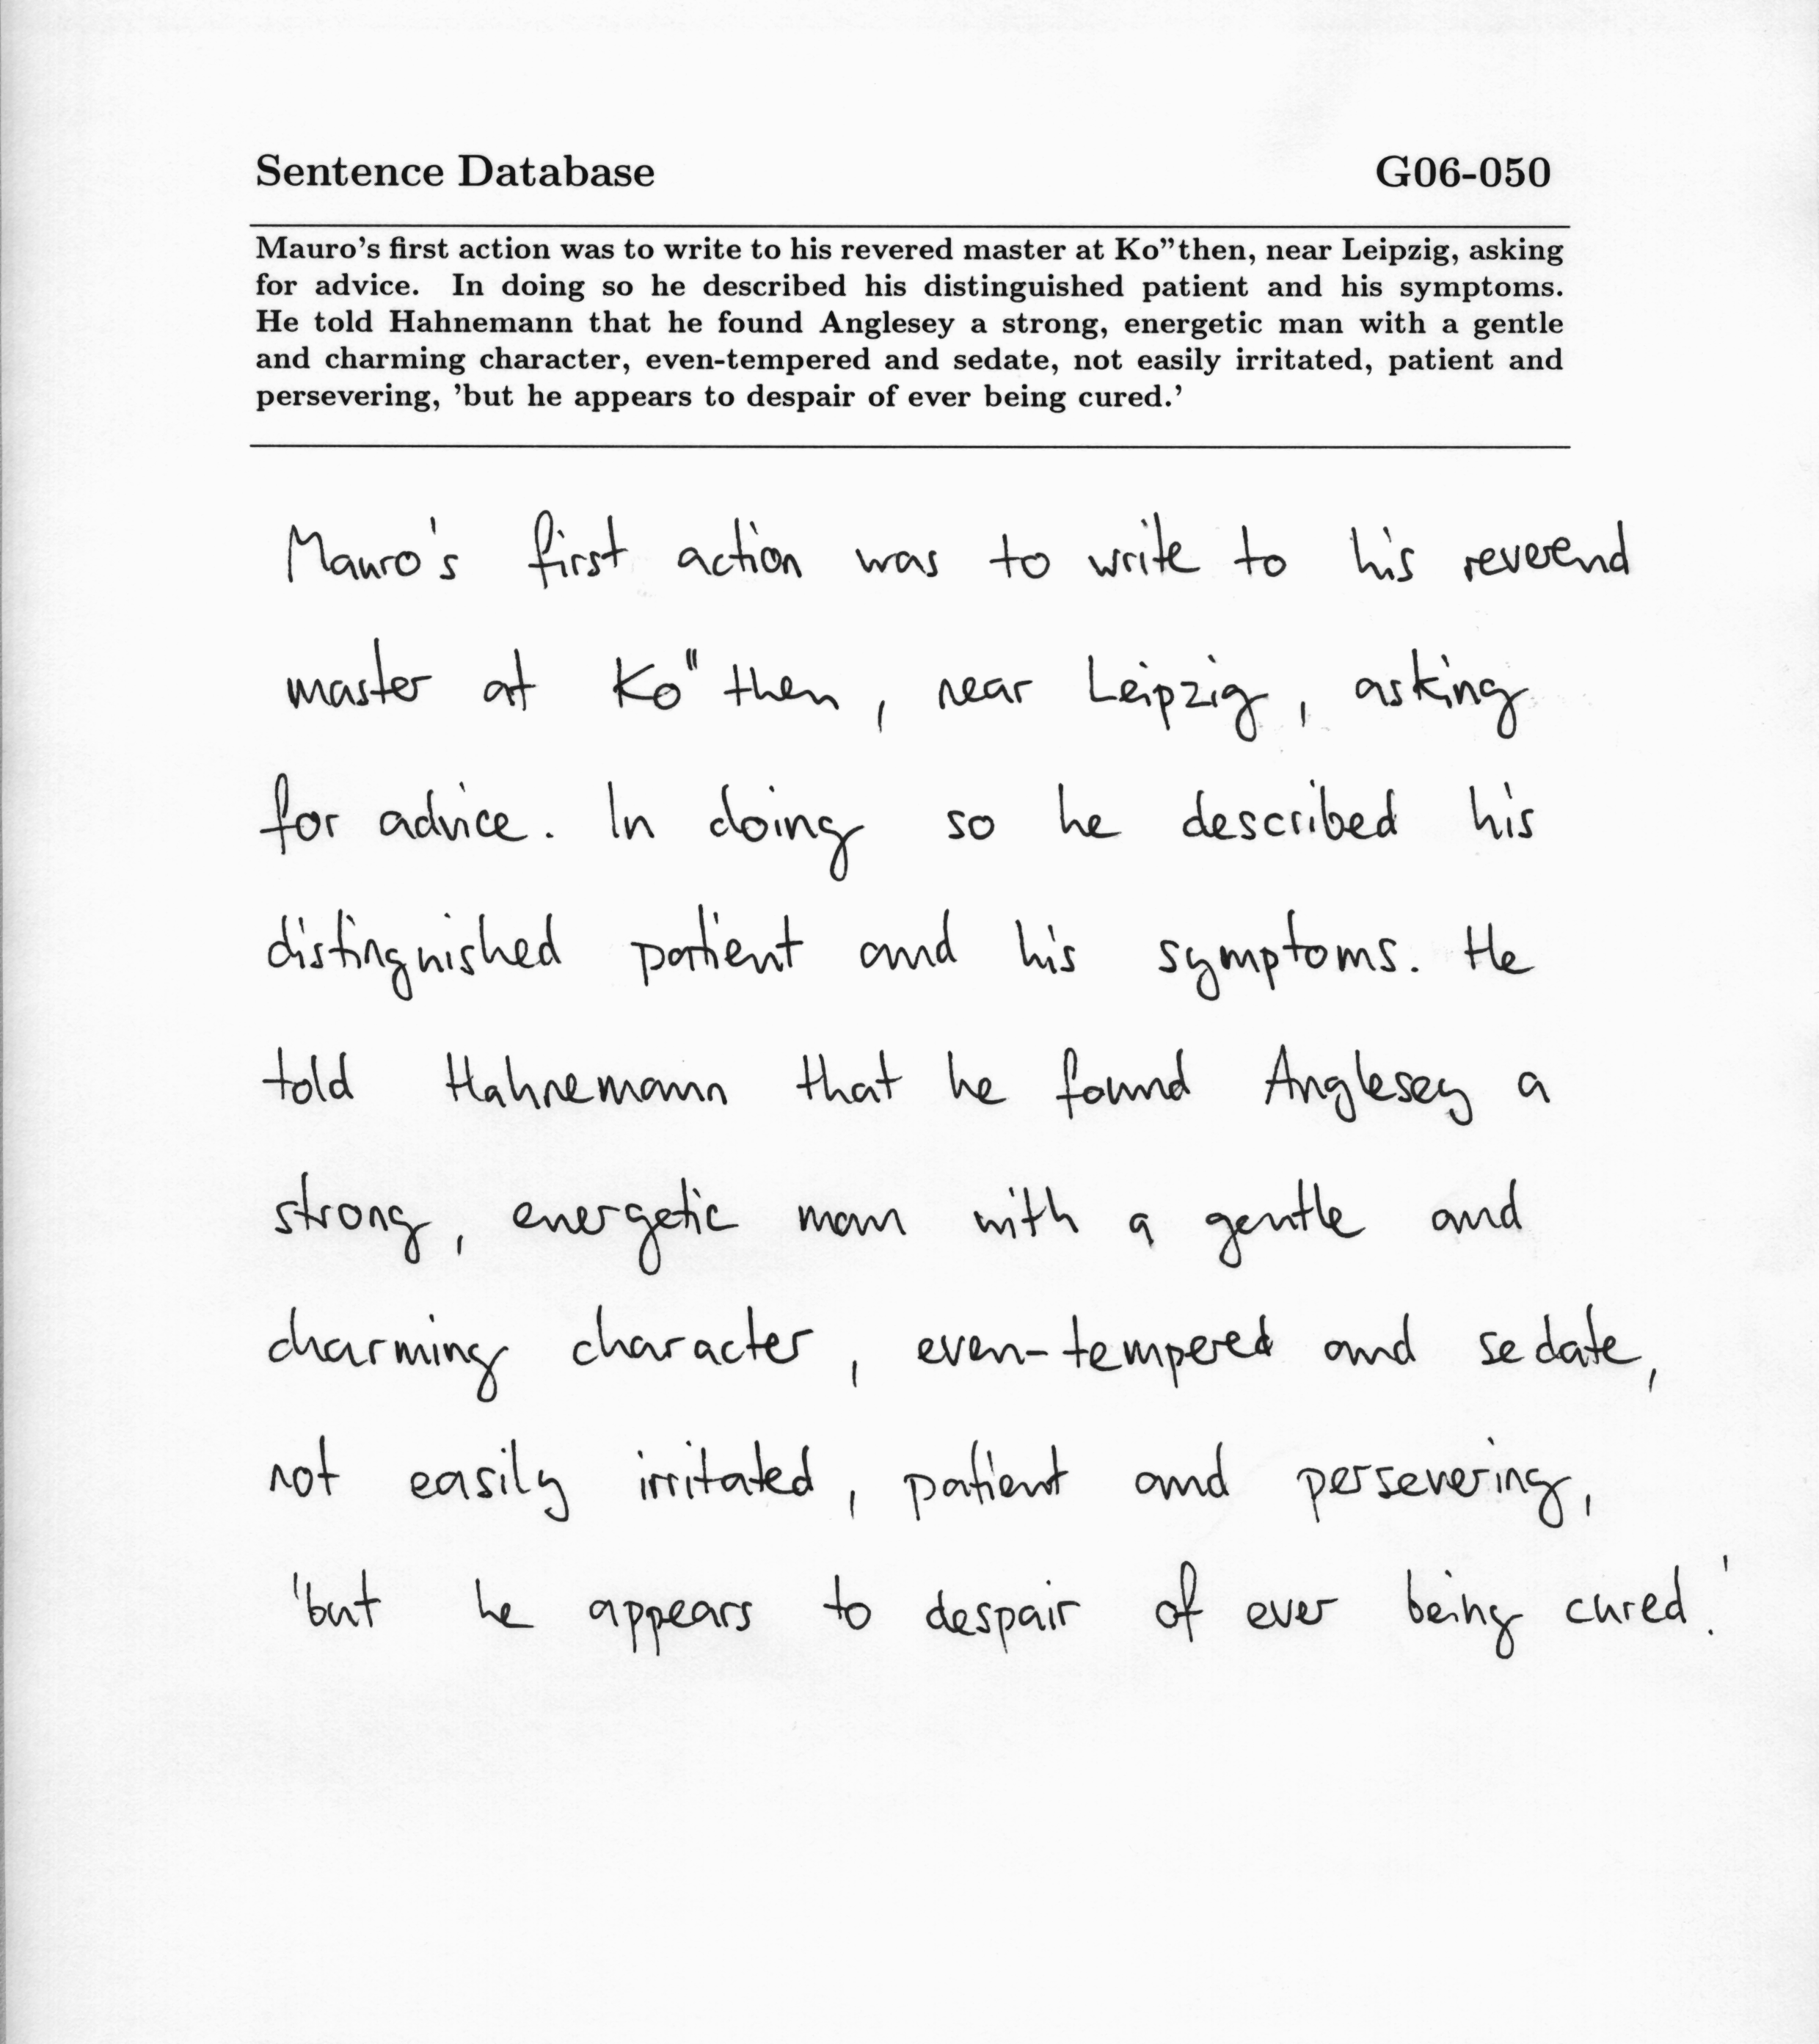 Sentence Database G06-050
Mauro's first action was to write to his revered master at Ko"then, near Leipzig, asking
for advice. In doing so he described his distinguished patient and his symptoms.
He told Hahnemann that he found Anglesey a strong, energetic man with a gentle
and charming character, even-tempered and sedate, not easily irritated, patient and
persevering, 'but he appears to despair of ever being cured.'
Mauro's first action was to write to his reverend
master at Ko" then, near Leipzig, asking
for advice. In doing so he described his
distinguished patient and his symptoms. He
told Hahnemann that he found Anglesey a
strong, energetic man with a gentle and
charming character, even-tempered and sedate,
not easily irritated, patient and persevering,
'but he appears to despair of ever being cured.'